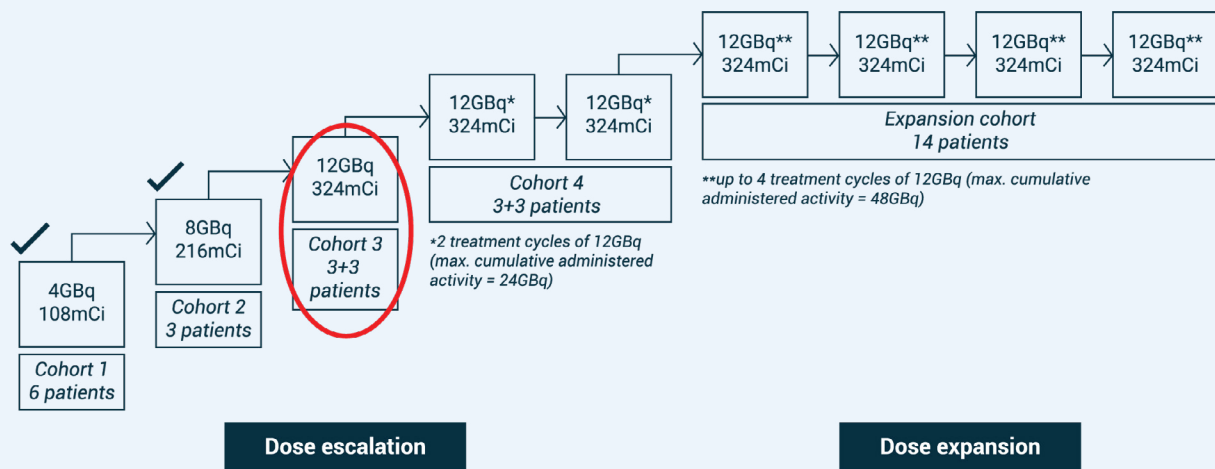 4GBq
108mCi
Cohort 1
6 patients
8GBq
216mCi
Cohort 2
3 patients
12GBq
324mCi
Cohort 3
3+3
patients
12GBq*
324mCi
12GBq*
324mCi
Cohort 4
3+3 patients
*2 treatment cycles of 12GBq
(max. cumulative administered
activity = 24GBq)
12GBq**
324mCi
12GBq**
324mCi
12GBq**
324mCi
12GBq**
324mCi
Expansion cohort
14 patients
**up to 4 treatment cycles of 12GBq (max. cumulative
administered activity = 48GBq)
Dose escalation
Dose expansion